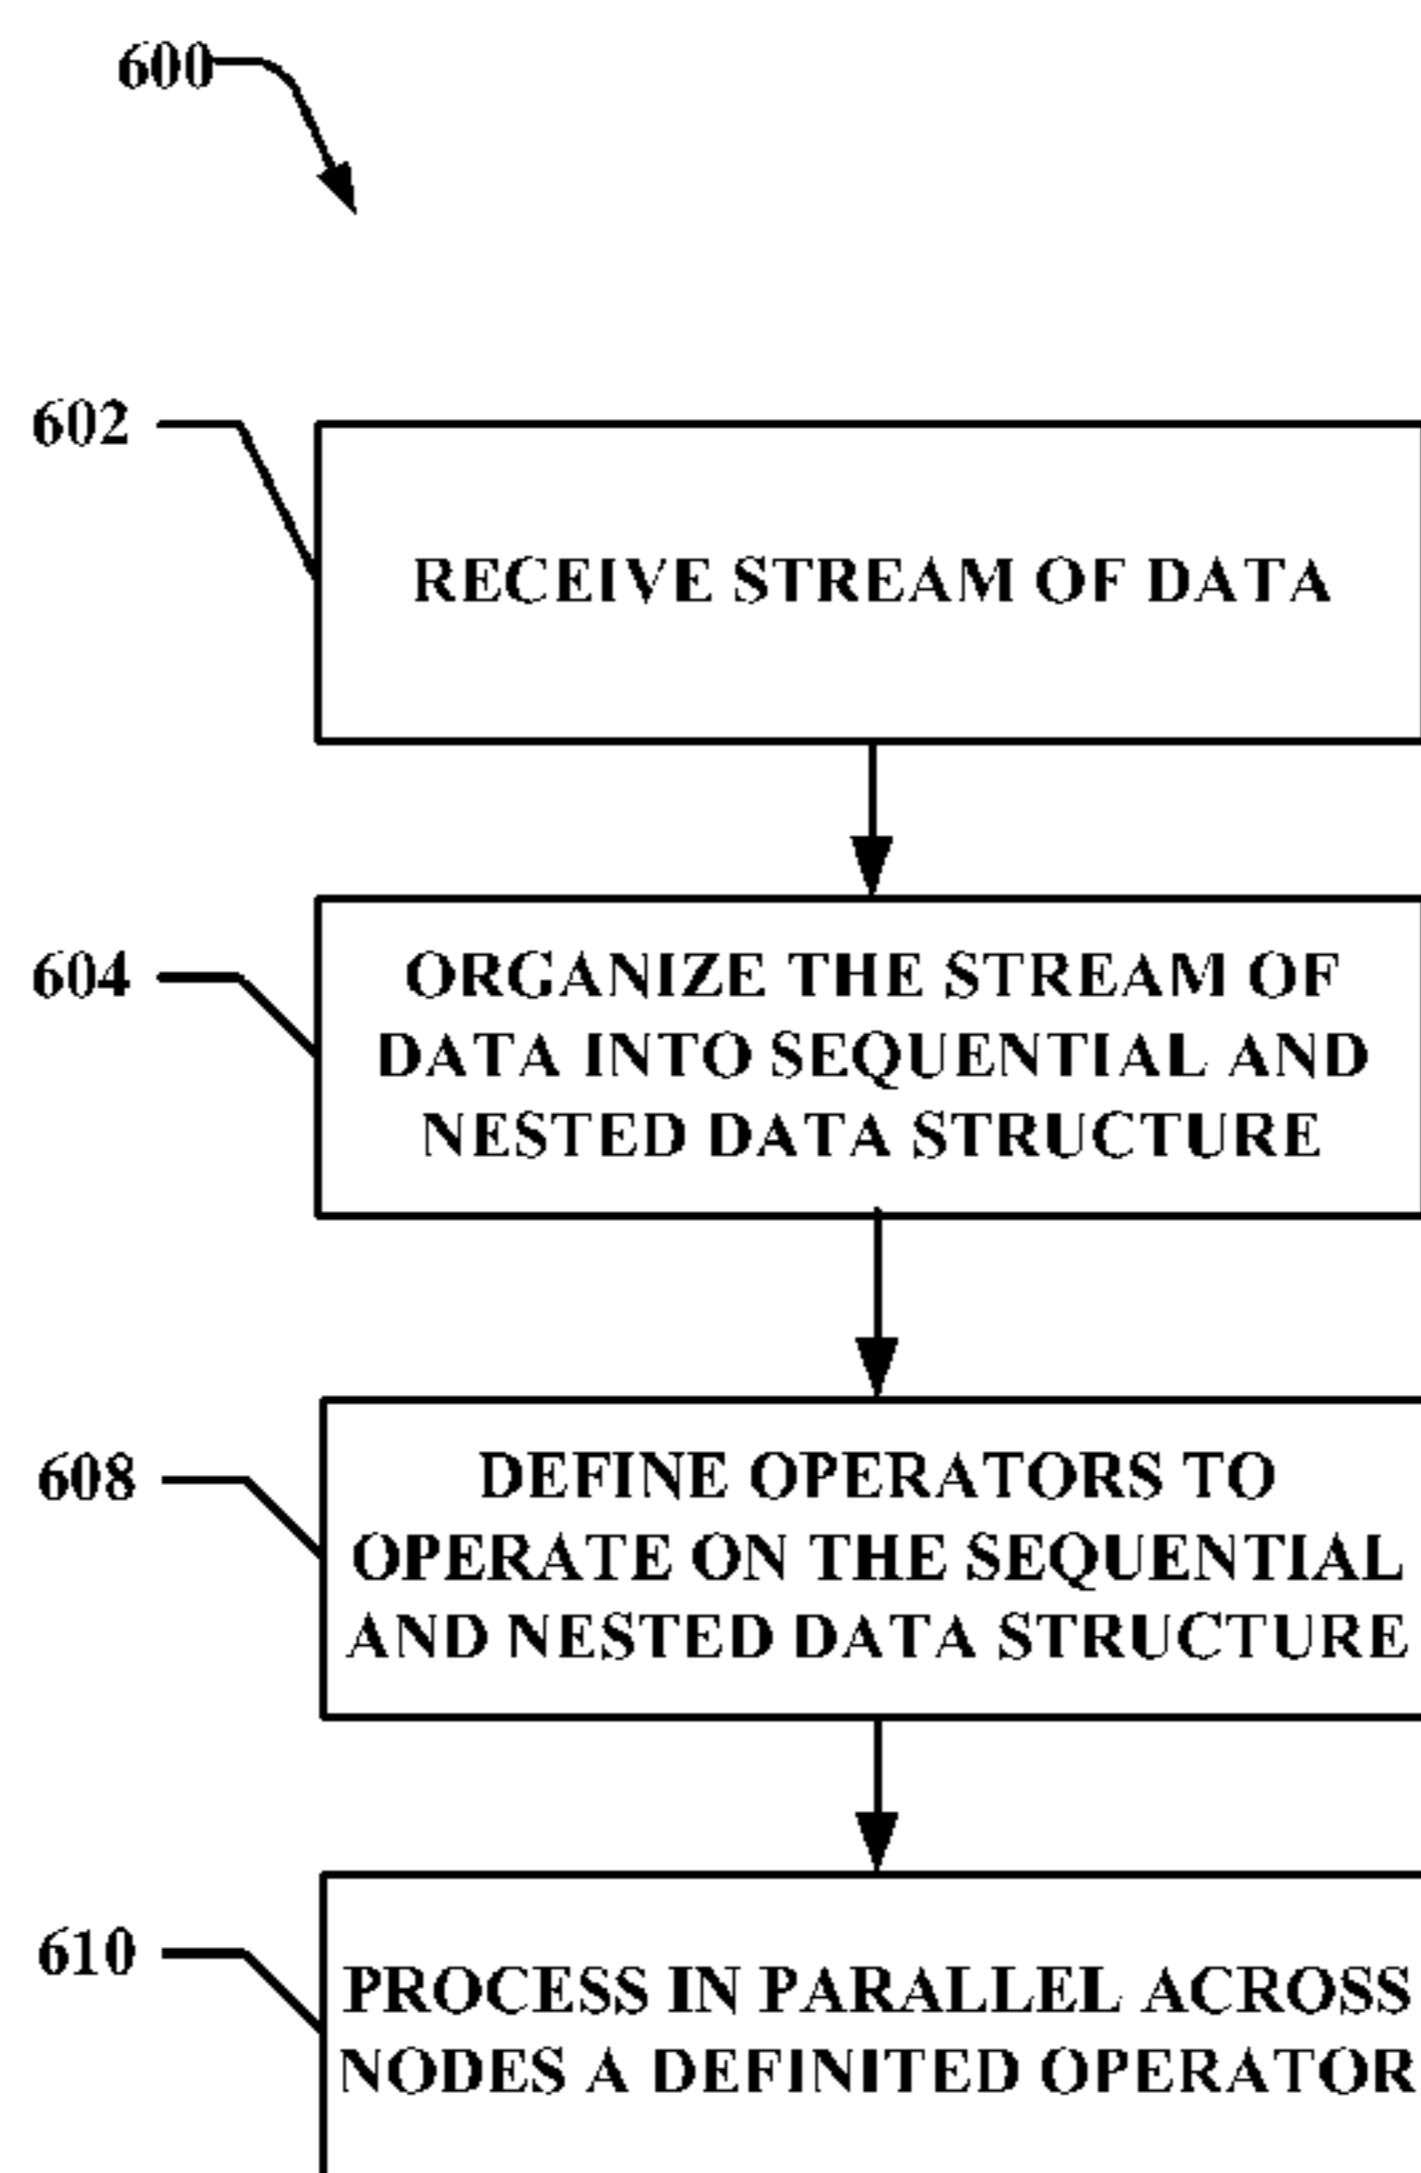 600
602
RECEIVE STREAM OF DATA
604
ORGANIZE THE STREAM OF
DATA INTO SEQUENTIAL AND
NESTED DATA STRUCTURE
608
DEFINE OPERATORS TO
OPERATE ON THE SEQUENTIAL
AND NESTED DATA STRUCTURE
610
PROCESS IN PARALLEL ACROSS
NODES A DEFINITED OPERATOR